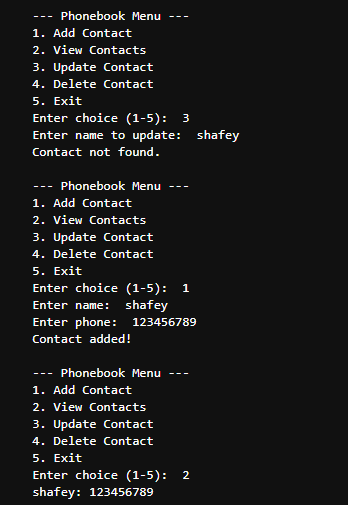 --- Phonebook Menu ---
1. Add Contact
2. View Contacts
3. Update Contact
4. Delete Contact
5. Exit
Enter choice (1-5):  3
Enter name to update:  shafey
Contact not found.

--- Phonebook Menu ---
1. Add Contact
2. View Contacts
3. Update Contact
4. Delete Contact
5. Exit
Enter choice (1-5):  1
Enter name:  shafey
Enter phone:  123456789
Contact added!

--- Phonebook Menu ---
1. Add Contact
2. View Contacts
3. Update Contact
4. Delete Contact
5. Exit
Enter choice (1-5):  2
shafey: 123456789